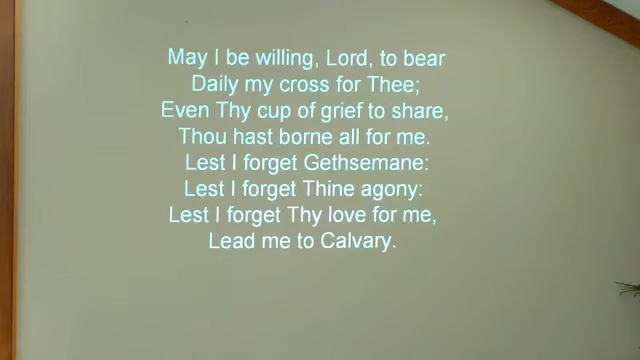 May I be willing, Lord, to bear
Daily my cross for Thee;
Even Thy cup of grief to share,
Thou hast borne all for me.
Lest I forget Gethsemane:
Lest I forget Thine agony:
Lest I forget Thy love for me,
Lead me to Calvary.